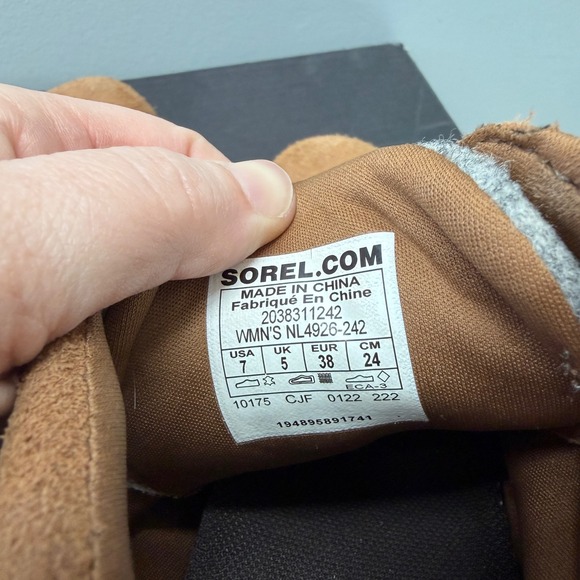 SOREL.COM
MADE IN CHINA
Fabriqué En Chine
2038311242
WMN'S NL4926-242
USA UK EUR CM
7 5 38 24
ECA-3
10175 CJF 0122 222
194895891741